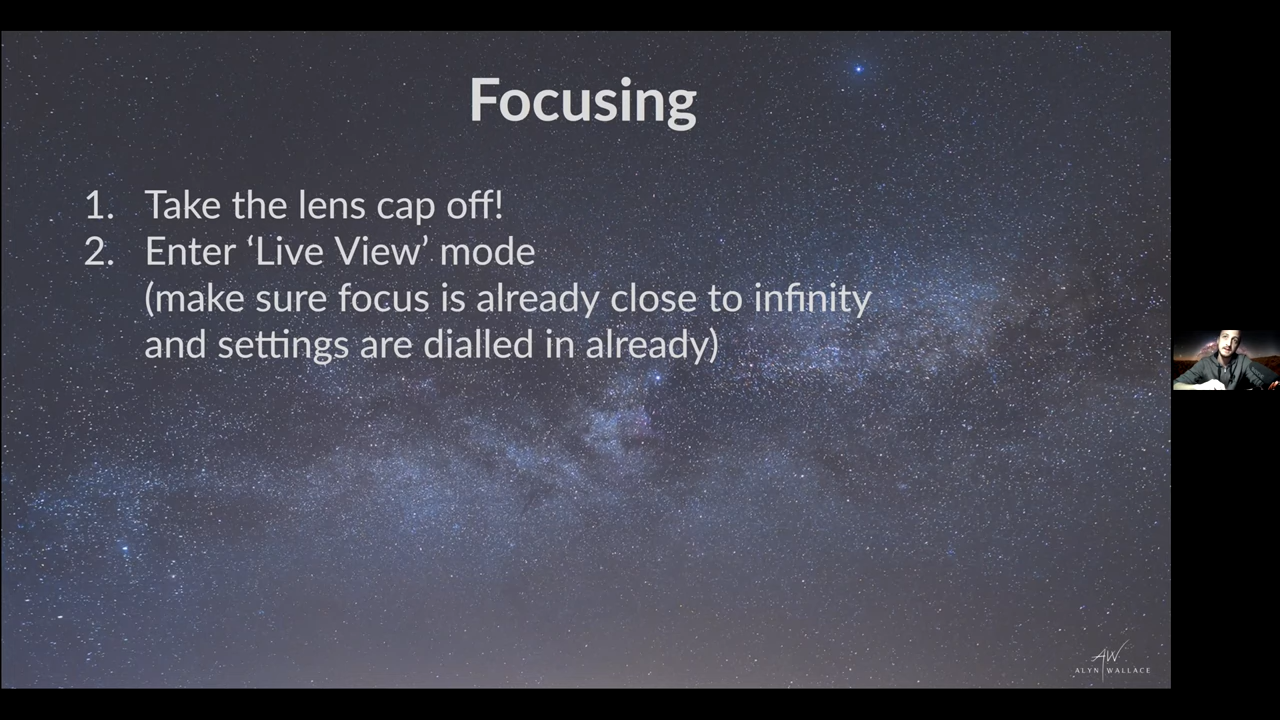 Focusing
1. Take the lens cap off!
2. Enter ‘Live View’ mode
(make sure focus is already close to infinity
and settings are dialled in already)
AW
ALYN WALLACE